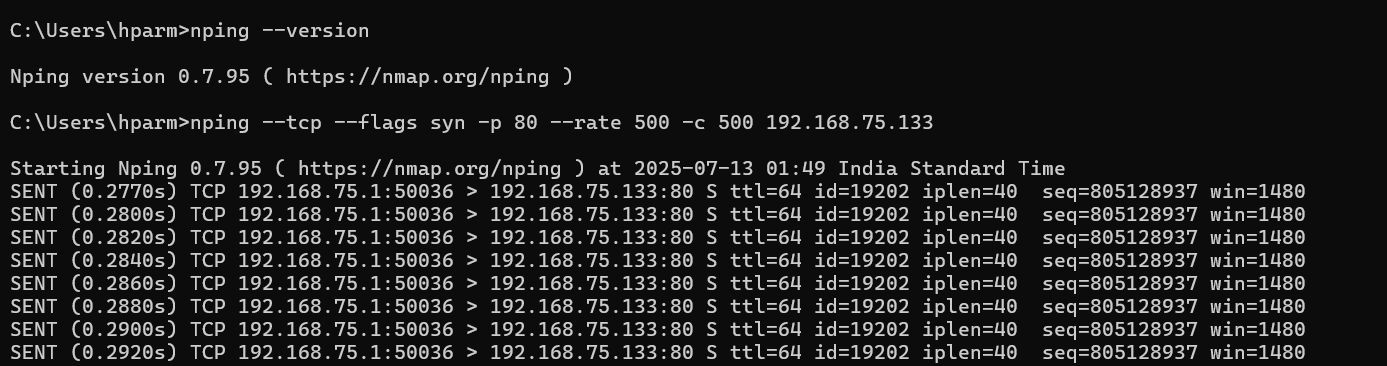 C:\Users\hparm>nping --version
Nping version 0.7.95 ( https://nmap.org/nping )
C:\Users\hparm>nping --tcp --flags syn -p 80 --rate 500 -c 500 192.168.75.133
Starting Nping 0.7.95 ( https://nmap.org/nping ) at 2025-07-13 01:49 India Standard Time
SENT (0.2770s) TCP 192.168.75.1:50036 > 192.168.75.133:80 S ttl=64 id=19202 iplen=40  seq=805128937 win=1480
SENT (0.2800s) TCP 192.168.75.1:50036 > 192.168.75.133:80 S ttl=64 id=19202 iplen=40  seq=805128937 win=1480
SENT (0.2820s) TCP 192.168.75.1:50036 > 192.168.75.133:80 S ttl=64 id=19202 iplen=40  seq=805128937 win=1480
SENT (0.2840s) TCP 192.168.75.1:50036 > 192.168.75.133:80 S ttl=64 id=19202 iplen=40  seq=805128937 win=1480
SENT (0.2860s) TCP 192.168.75.1:50036 > 192.168.75.133:80 S ttl=64 id=19202 iplen=40  seq=805128937 win=1480
SENT (0.2880s) TCP 192.168.75.1:50036 > 192.168.75.133:80 S ttl=64 id=19202 iplen=40  seq=805128937 win=1480
SENT (0.2900s) TCP 192.168.75.1:50036 > 192.168.75.133:80 S ttl=64 id=19202 iplen=40  seq=805128937 win=1480
SENT (0.2920s) TCP 192.168.75.1:50036 > 192.168.75.133:80 S ttl=64 id=19202 iplen=40  seq=805128937 win=1480